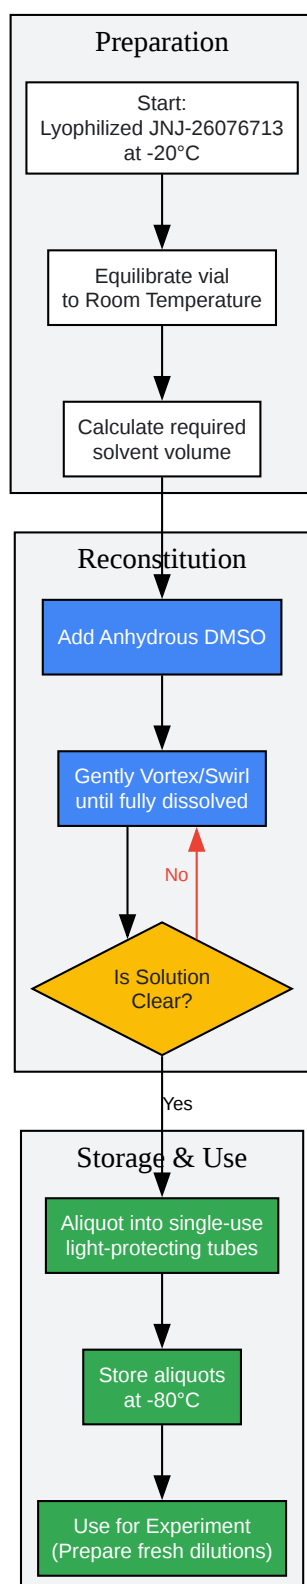 Preparation
Start:
Lyophilized JNJ-26076713
at -20°C
Equilibrate vial
to Room Temperature
Calculate required
solvent volume
Reconstitution
Add Anhydrous DMSO
Gently Vortex/Swirl
until fully dissolved
No
Is Solution
Clear?
Yes
Storage & Use
Aliquot into single-use
light-protecting tubes
Store aliquots
at -80°C
Use for Experiment
(Prepare fresh dilutions)